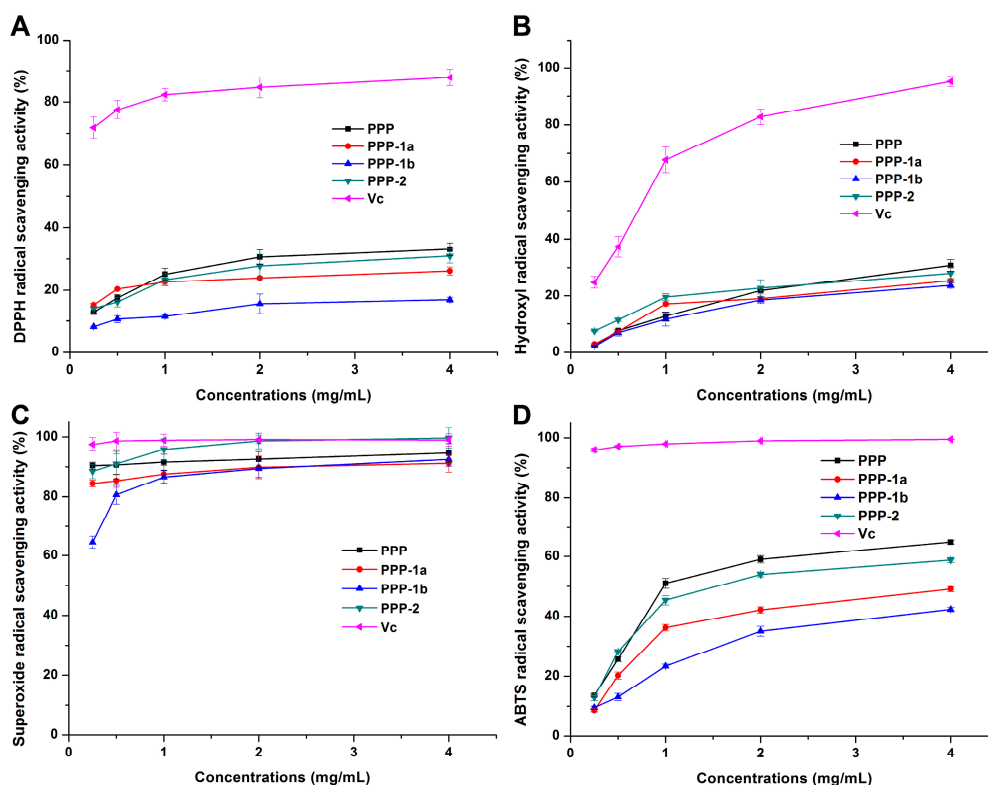 A
DPPH radical scavenging activity (%)
100
80
60
40
20
0
PPP
PPP-1a
PPP-1b
PPP-2
Vc
0
1
2
3
4
Concentrations (mg/mL)
B
Hydroxyl radical scavenging activity (%)
100
80
60
40
20
0
PPP
PPP-1a
PPP-1b
PPP-2
Vc
0
1
2
3
4
Concentrations (mg/mL)
C
Superoxide radical scavenging activity (%)
100
80
60
40
20
0
PPP
PPP-1a
PPP-1b
PPP-2
Vc
0
1
2
3
4
Concentrations (mg/mL)
D
ABTS radical scavenging activity (%)
100
80
60
40
20
0
PPP
PPP-1a
PPP-1b
PPP-2
Vc
0
1
2
3
4
Concentrations (mg/mL)